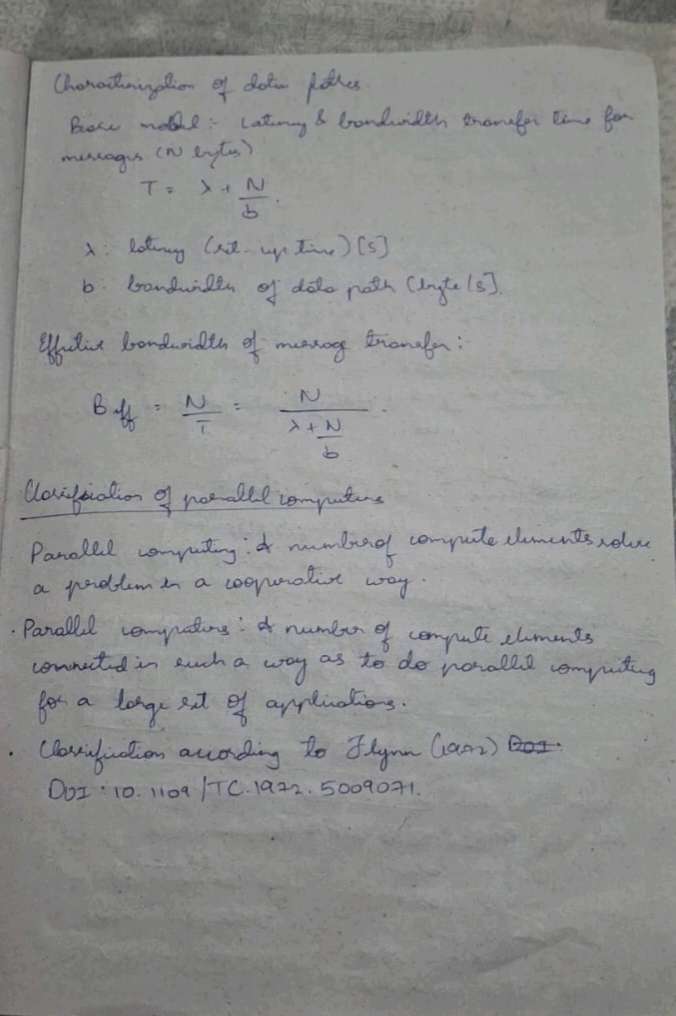 Characterization of data paths.
Basic model :- Latency & bandwidth transfer time for
messages (N bytes)
T = λ + N/b.
λ : latency (set-up time) [s]
b : bandwidth of data path [byte/s].
Effective bandwidth of message transfer :
Beff = N/T = N/(λ + N/b).
Classification of parallel computers
Parallel computing : A number of compute elements solve
a problem in a cooperative way.
· Parallel computers : A number of compute elements
connected in such a way as to do parallel computing
for a large set of applications.
· Classification according to Flynn (1972) DOI.
DOI : 10.1109/TC.1972.5009071.